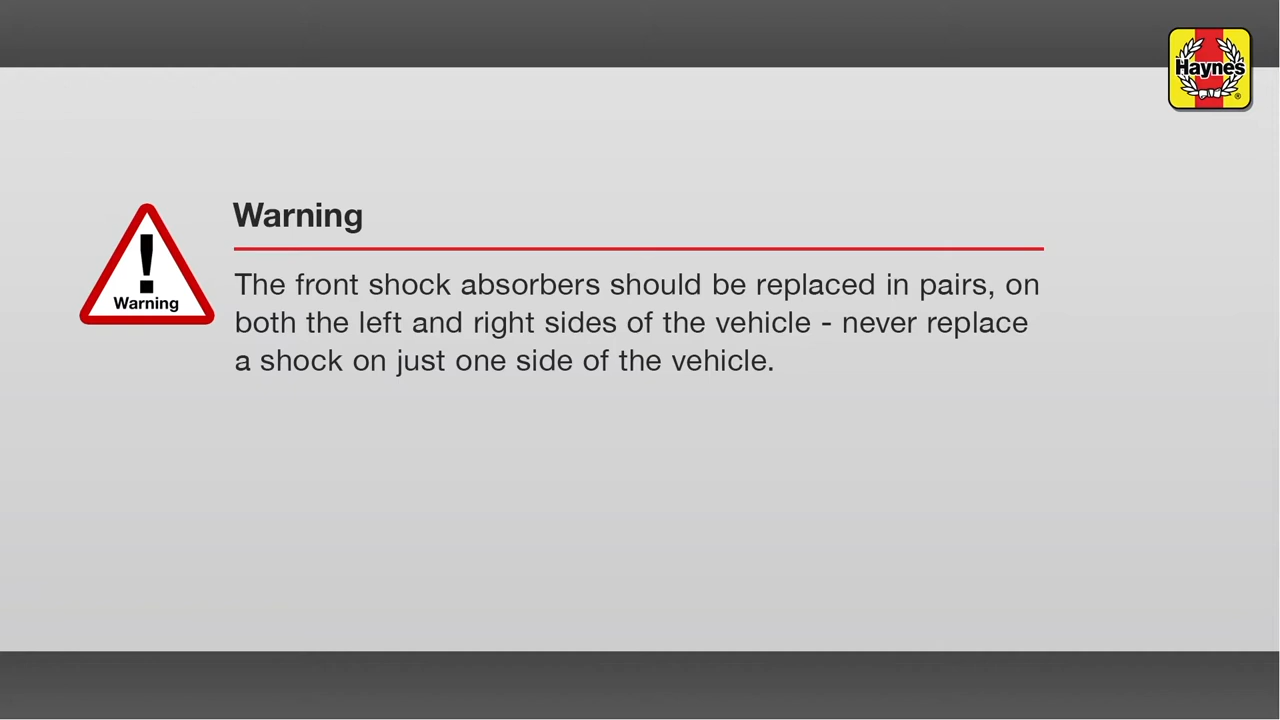 Haynes
Warning
Warning
The front shock absorbers should be replaced in pairs, on
both the left and right sides of the vehicle - never replace
a shock on just one side of the vehicle.